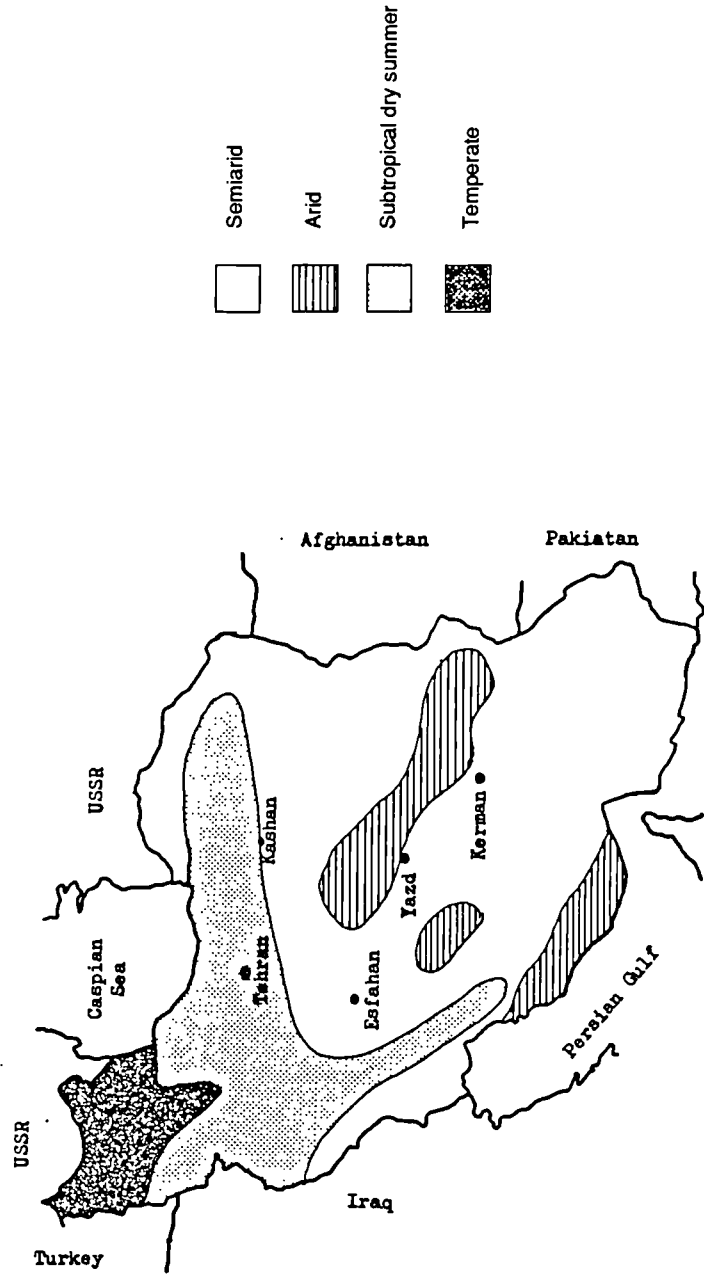 USSR
Turkey
Caspian
Sea
USSR
Tehran
Kashan
Iraq
Esfahan
Yazd
Kerman
Afghanistan
Pakiatan
Persian Gulf
Semiarid
Arid
Subtropical dry summer
Temperate